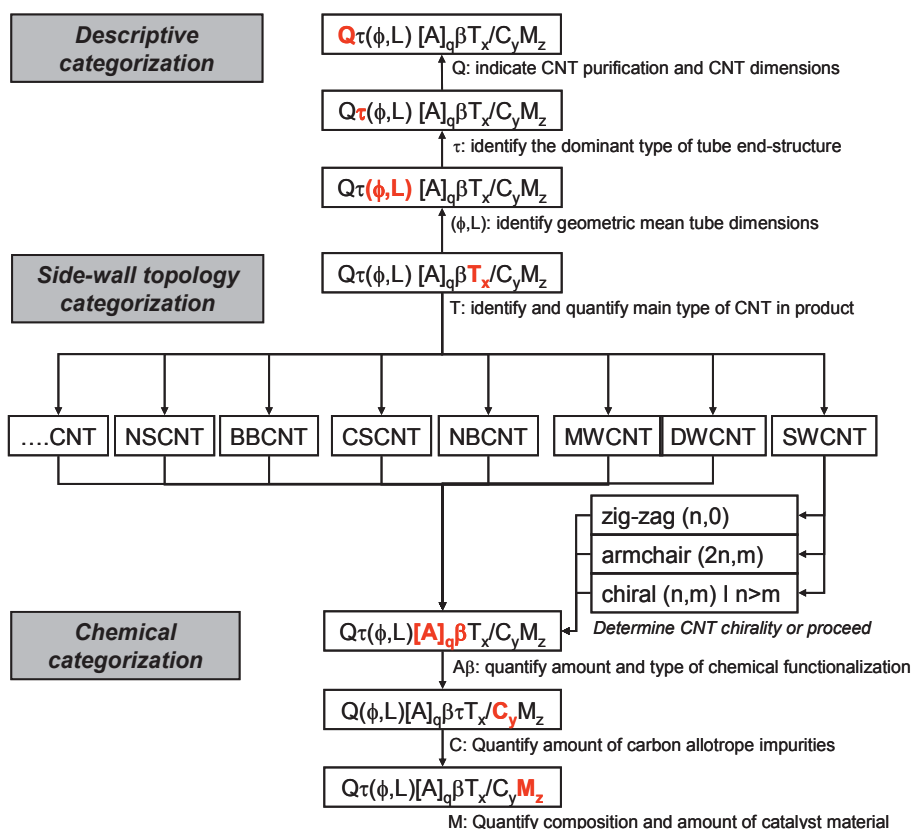 Descriptive
categorization
Qτ(ϕ,L) [A]qβTx/CyMz
Q: indicate CNT purification and CNT dimensions
Qτ(ϕ,L) [A]qβTx/CyMz
τ: identify the dominant type of tube end-structure
Qτ(ϕ,L) [A]qβTx/CyMz
(ϕ,L): identify geometric mean tube dimensions
Side-wall topology
categorization
Qτ(ϕ,L) [A]qβTx/CyMz
T: identify and quantify main type of CNT in product
....CNT NSCNT BBCNT CSCNT NBCNT MWCNT DWCNT SWCNT
zig-zag (n,0)
armchair (2n,m)
chiral (n,m) I n>m
Determine CNT chirality or proceed
Chemical
categorization
Qτ(ϕ,L)[A]qβTx/CyMz
Aβ: quantify amount and type of chemical functionalization
Q(ϕ,L)[A]qβτTx/CyMz
C: Quantify amount of carbon allotrope impurities
Qτ(ϕ,L)[A]qβTx/CyMz
M: Quantify composition and amount of catalyst material